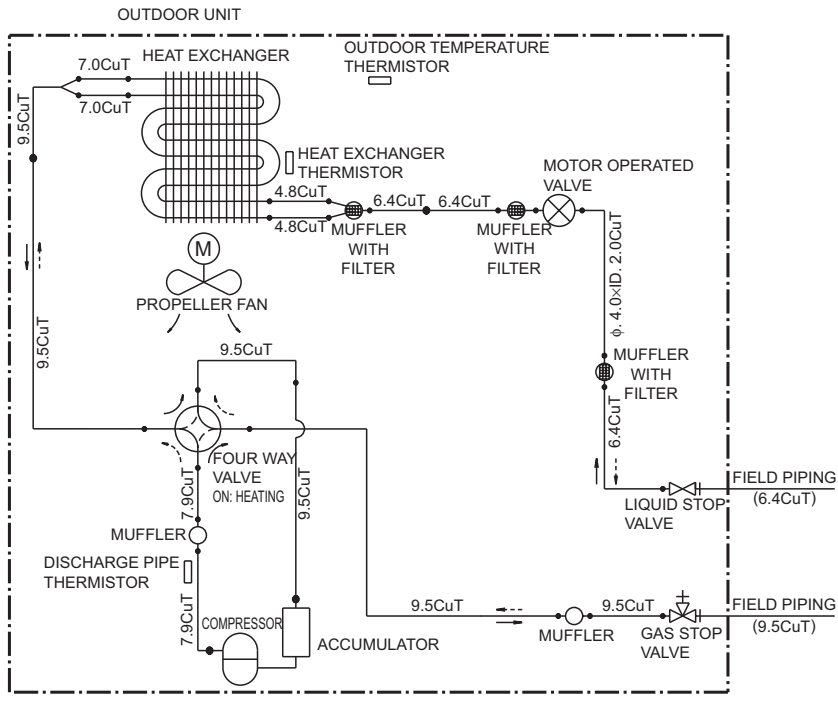 OUTDOOR UNIT
HEAT EXCHANGER
OUTDOOR TEMPERATURE
THERMISTOR
7.0CuT
7.0CuT
9.5CuT
HEAT EXCHANGER
THERMISTOR
MOTOR OPERATED
VALVE
4.8CuT
4.8CuT
6.4CuT
6.4CuT
MUFFLER
WITH
FILTER
MUFFLER
WITH
FILTER
M
PROPELLER FAN
ϕ. 4.0×ID. 2.0CuT
9.5CuT
9.5CuT
MUFFLER
WITH
FILTER
6.4CuT
FOUR WAY
VALVE
ON: HEATING
7.9CuT
9.5CuT
FIELD PIPING
(6.4CuT)
LIQUID STOP
VALVE
MUFFLER
DISCHARGE PIPE
THERMISTOR
7.9CuT
COMPRESSOR
ACCUMULATOR
9.5CuT
MUFFLER
9.5CuT
GAS STOP
VALVE
FIELD PIPING
(9.5CuT)